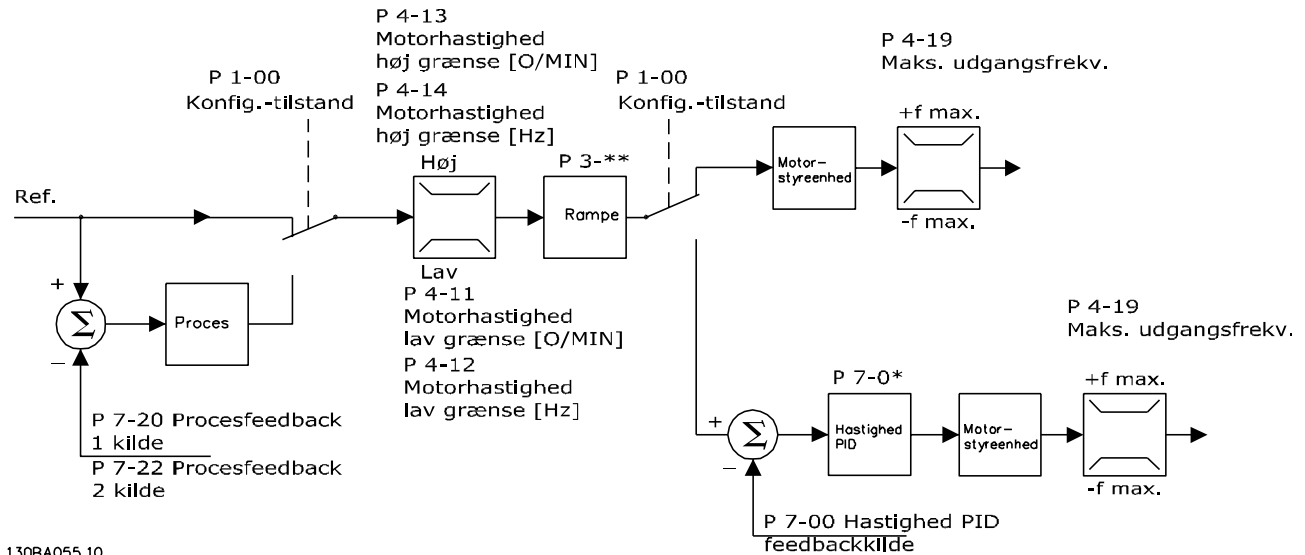 P 4-13
Motorhastighed
høj grænse [O/MIN]
P 4-14
Motorhastighed
høj grænse [Hz]
P 1-00
Konfig.-tilstand
P 1-00
Konfig.-tilstand
P 4-19
Maks. udgangsfrekv.
+f max.
Motor-
styreenhed
-f max.
Høj
P 3-**
Ref.
Rampe
Lav
P 4-11
Motorhastighed
lav grænse [O/MIN]
P 4-12
Motorhastighed
lav grænse [Hz]
+
Σ
Proces
–
P 7-20 Procesfeedback
1 kilde
P 7-22 Procesfeedback
2 kilde
P 4-19
Maks. udgangsfrekv.
P 7-0*
+f max.
+
Σ
Hastighed
PID
Motor-
styreenhed
–
-f max.
P 7-00 Hastighed PID
feedbackkilde
130BA055.10